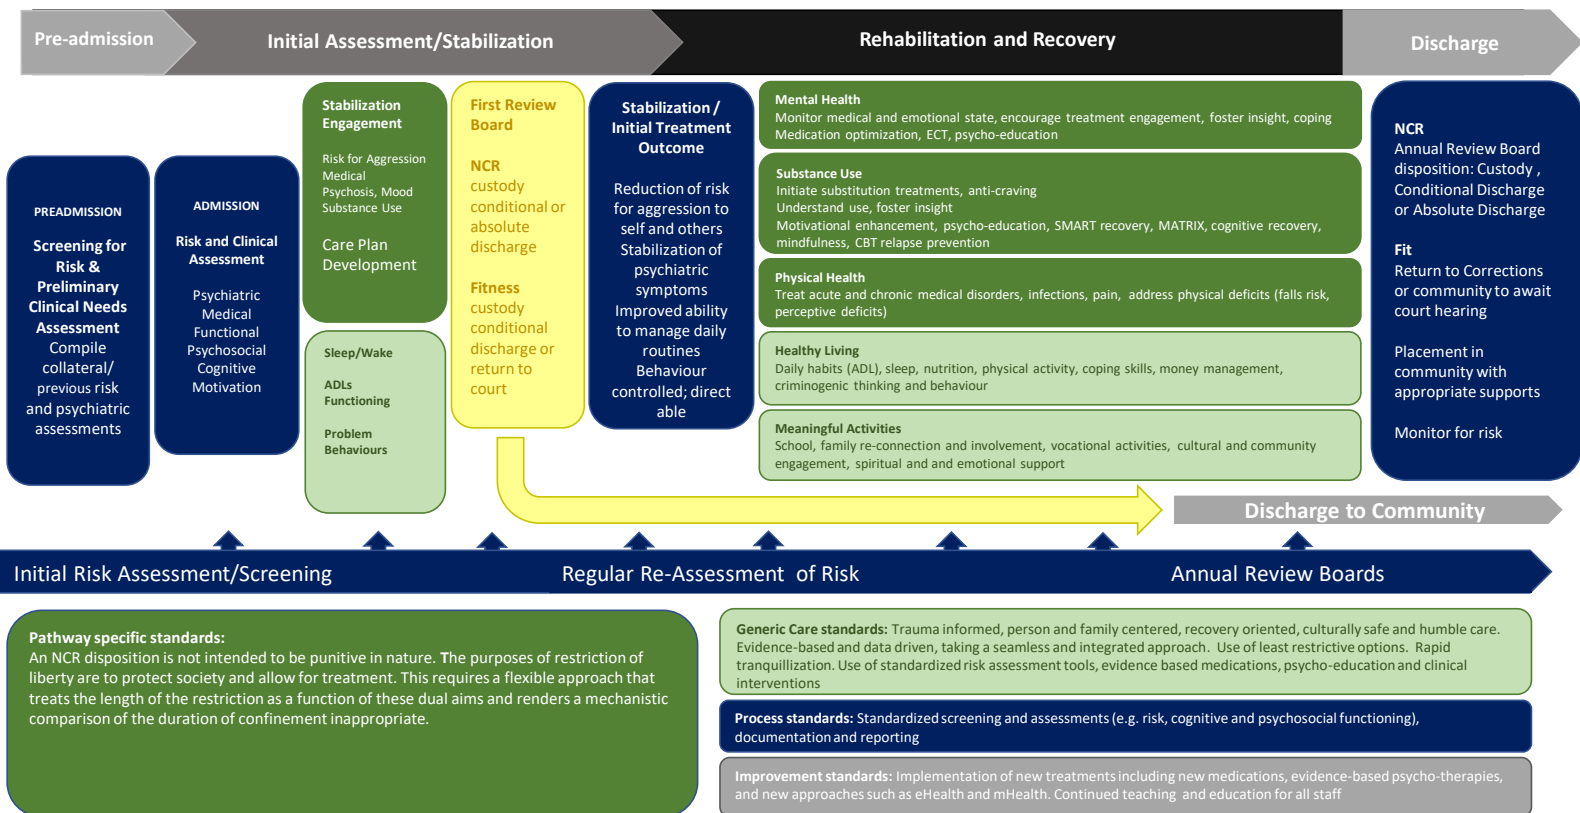 Pre-admission
Initial Assessment/Stabilization
Rehabilitation and Recovery
Discharge
PREADMISSION
Screening for
Risk &
Preliminary
Clinical Needs
Assessment
Compile
collateral/
previous risk
and psychiatric
assessments
ADMISSION
Risk and Clinical
Assessment
Psychiatric
Medical
Functional
Psychosocial
Cognitive
Motivation
Stabilization
Engagement
Risk for Aggression
Medical
Psychosis, Mood
Substance Use
Care Plan
Development
Sleep/Wake
ADLs
Functioning
Problem
Behaviours
First Review
Board
NCR
custody
conditional or
absolute
discharge
Fitness
custody
conditional
discharge or
return to
court
Stabilization /
Initial Treatment
Outcome
Reduction of risk
for aggression to
self and others
Stabilization of
psychiatric
symptoms
Improved ability
to manage daily
routines
Behaviour
controlled; direct
able
Mental Health
Monitor medical and emotional state, encourage treatment engagement, foster insight, coping
Medication optimization, ECT, psycho-education
Substance Use
Initiate substitution treatments, anti-craving
Understand use, foster insight
Motivational enhancement, psycho-education, SMART recovery, MATRIX, cognitive recovery,
mindfulness, CBT relapse prevention
Physical Health
Treat acute and chronic medical disorders, infections, pain, address physical deficits (falls risk,
perceptive deficits)
Healthy Living
Daily habits (ADL), sleep, nutrition, physical activity, coping skills, money management,
criminogenic thinking and behaviour
Meaningful Activities
School, family re-connection and involvement, vocational activities, cultural and community
engagement, spiritual and and emotional support
NCR
Annual Review Board
disposition: Custody ,
Conditional Discharge
or Absolute Discharge
Fit
Return to Corrections
or community to await
court hearing
Placement in
community with
appropriate supports
Monitor for risk
Discharge to Community
Initial Risk Assessment/Screening
Regular Re-Assessment of Risk
Annual Review Boards
Pathway specific standards:
An NCR disposition is not intended to be punitive in nature. The purposes of restriction of
liberty are to protect society and allow for treatment. This requires a flexible approach that
treats the length of the restriction as a function of these dual aims and renders a mechanistic
comparison of the duration of confinement inappropriate.
Generic Care standards: Trauma informed, person and family centered, recovery oriented, culturally safe and humble care.
Evidence-based and data driven, taking a seamless and integrated approach. Use of least restrictive options. Rapid
tranquillization. Use of standardized risk assessment tools, evidence based medications, psycho-education and clinical
interventions
Process standards: Standardized screening and assessments (e.g. risk, cognitive and psychosocial functioning),
documentation and reporting
Improvement standards: Implementation of new treatments including new medications, evidence-based psycho-therapies,
and new approaches such as eHealth and mHealth. Continued teaching and education for all staff